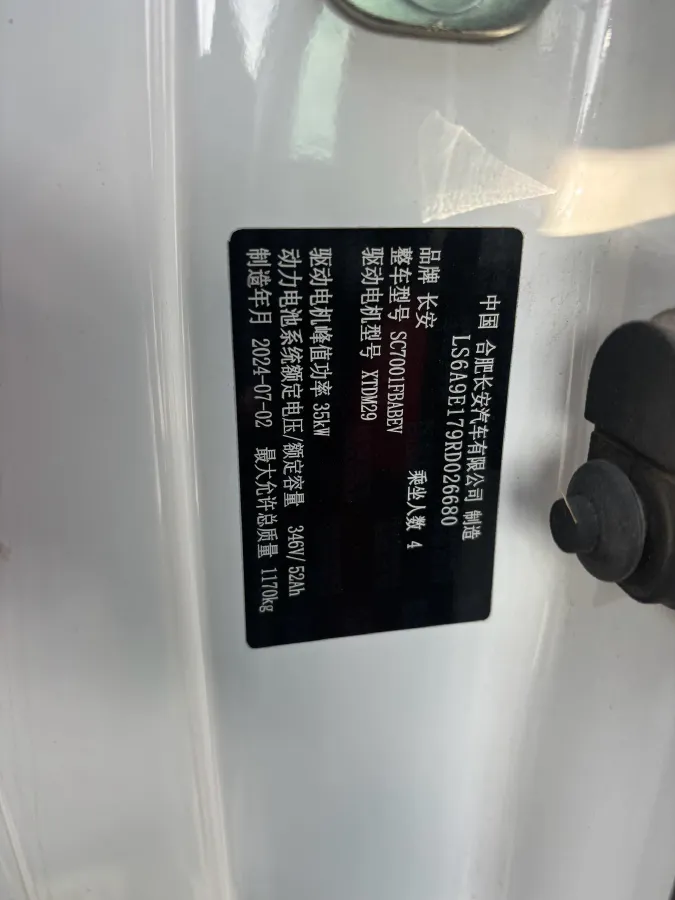 中国 合肥长安汽车有限公司 制造
LS6A9E179RD026680
品牌 长安
整车型号 SC7001FBABEV 乘坐人数 4
驱动电机型号 XTDM29
驱动电机峰值功率 35kW
动力电池系统额定电压/额定容量 346V/52Ah
制造年月 2024-07-02 最大允许总质量 1170kg